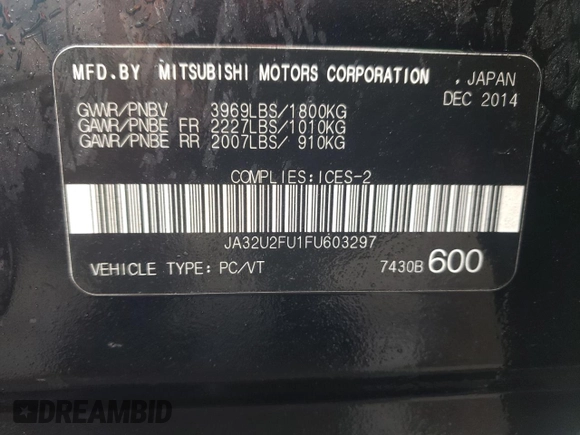 MFD.BY MITSUBISHI MOTORS CORPORATION , JAPAN
DEC 2014
GVWR/PNBV 3969LBS/1800KG
GAWR/PNBE FR 2227LBS/1010KG
GAWR/PNBE RR 2007LBS/ 910KG
COMPLIES:ICES-2
JA32U2FU1FU603297
VEHICLE TYPE: PC/VT 7430B 600
DREAMBID